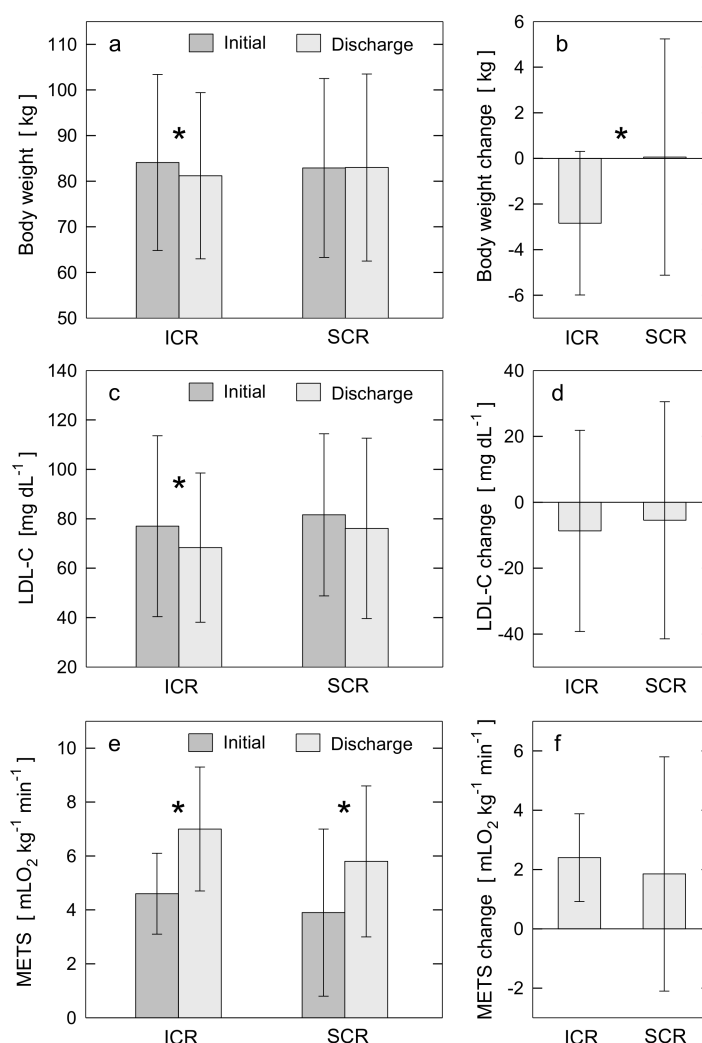 a
Initial
Discharge
Body weight [ kg ]
110
100
90
80
70
60
50
*
ICR
SCR
b
Body weight change [ kg ]
6
4
2
0
-2
-4
-6
*
ICR
SCR
c
Initial
Discharge
LDL-C [mg dL⁻¹ ]
140
120
100
80
60
40
20
*
ICR
SCR
d
LDL-C change [ mg dL⁻¹ ]
40
20
0
-20
-40
ICR
SCR
e
Initial
Discharge
METS [ mLO₂ kg⁻¹ min⁻¹ ]
10
8
6
4
2
0
*
*
ICR
SCR
f
METS change [ mLO₂ kg⁻¹ min⁻¹ ]
6
4
2
0
-2
ICR
SCR